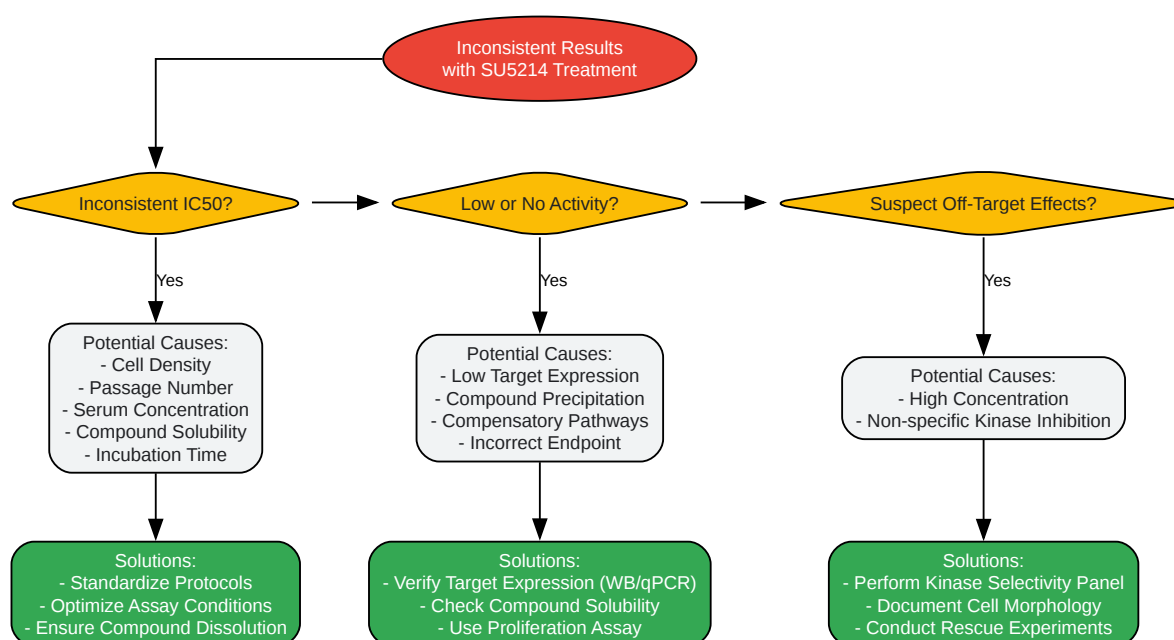 Inconsistent Results
with SU5214 Treatment
Inconsistent IC50?
Low or No Activity?
Suspect Off-Target Effects?
Yes
Yes
Yes
Potential Causes:
- Cell Density
- Passage Number
- Serum Concentration
- Compound Solubility
- Incubation Time
Potential Causes:
- Low Target Expression
- Compound Precipitation
- Compensatory Pathways
- Incorrect Endpoint
Potential Causes:
- High Concentration
- Non-specific Kinase Inhibition
Solutions:
- Standardize Protocols
- Optimize Assay Conditions
- Ensure Compound Dissolution
Solutions:
- Verify Target Expression (WB/qPCR)
- Check Compound Solubility
- Use Proliferation Assay
Solutions:
- Perform Kinase Selectivity Panel
- Document Cell Morphology
- Conduct Rescue Experiments